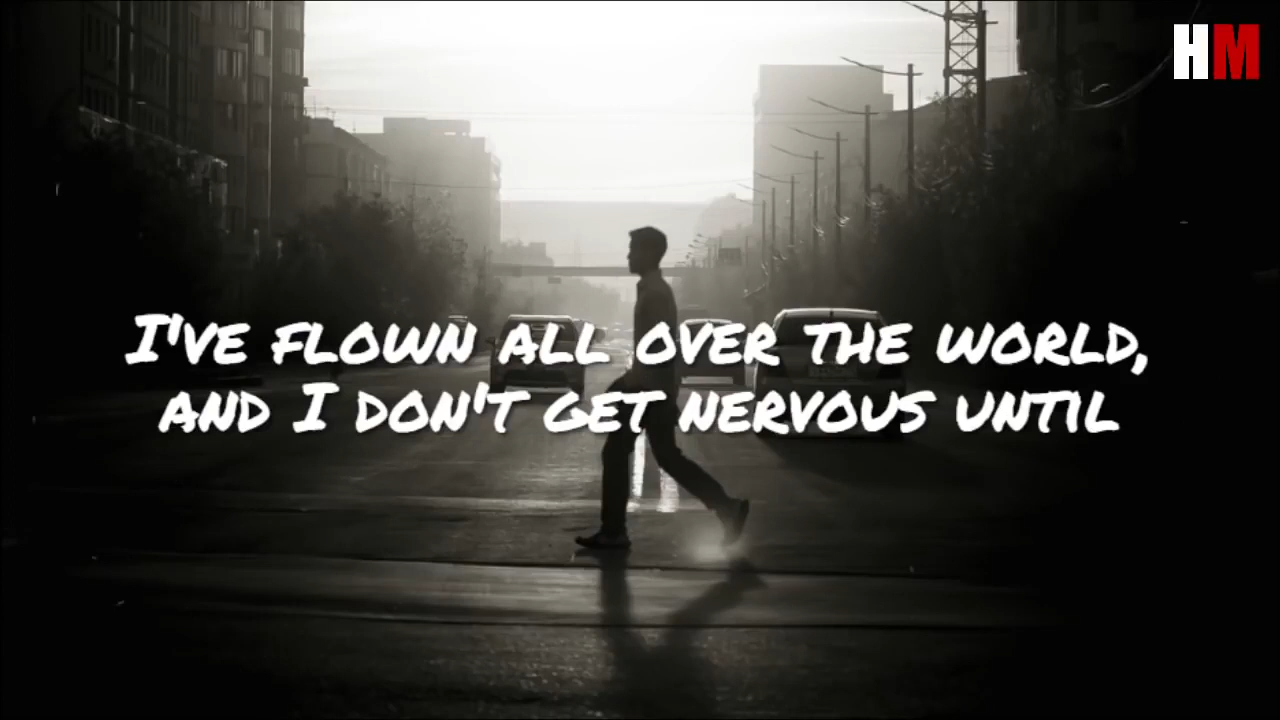 HM
I'VE FLOWN ALL OVER THE WORLD,
AND I DON'T GET NERVOUS UNTIL